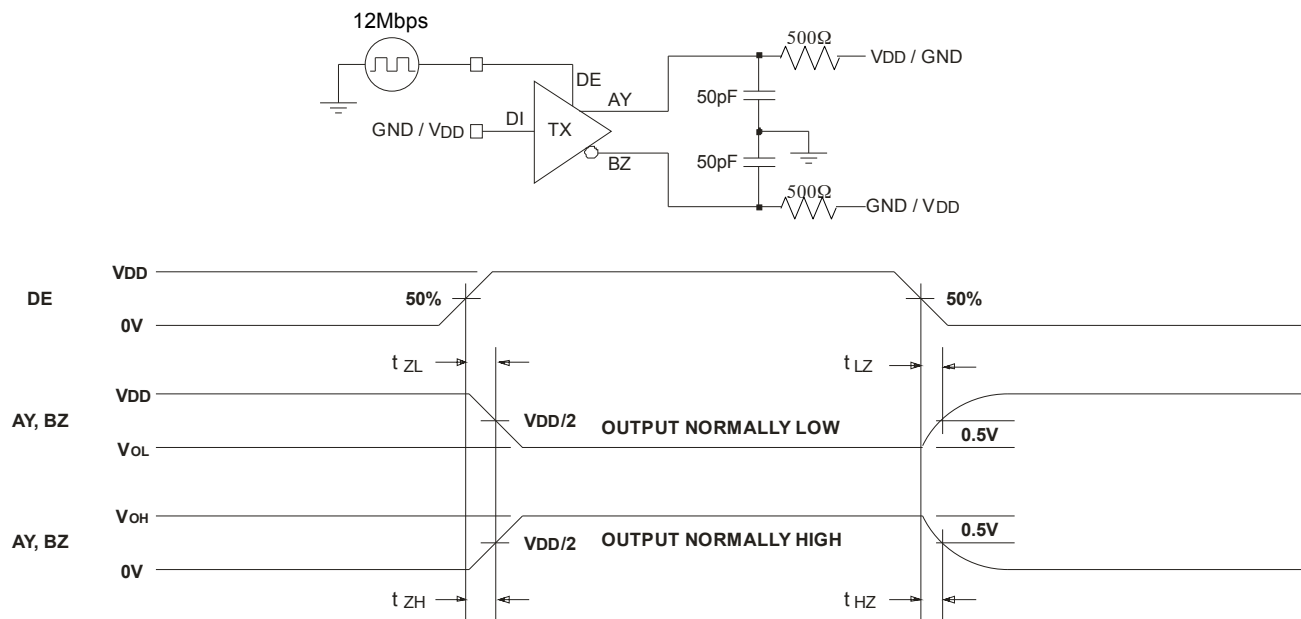 12Mbps
500Ω
VDD / GND
DE
AY
50pF
DI
TX
GND / VDD
BZ
50pF
500Ω
GND / VDD
VDD
DE
50%
50%
0V
t ZL
t LZ
VDD
AY, BZ
VDD/2
OUTPUT NORMALLY LOW
0.5V
VOL
VOH
AY, BZ
VDD/2
OUTPUT NORMALLY HIGH
0.5V
0V
t ZH
t HZ